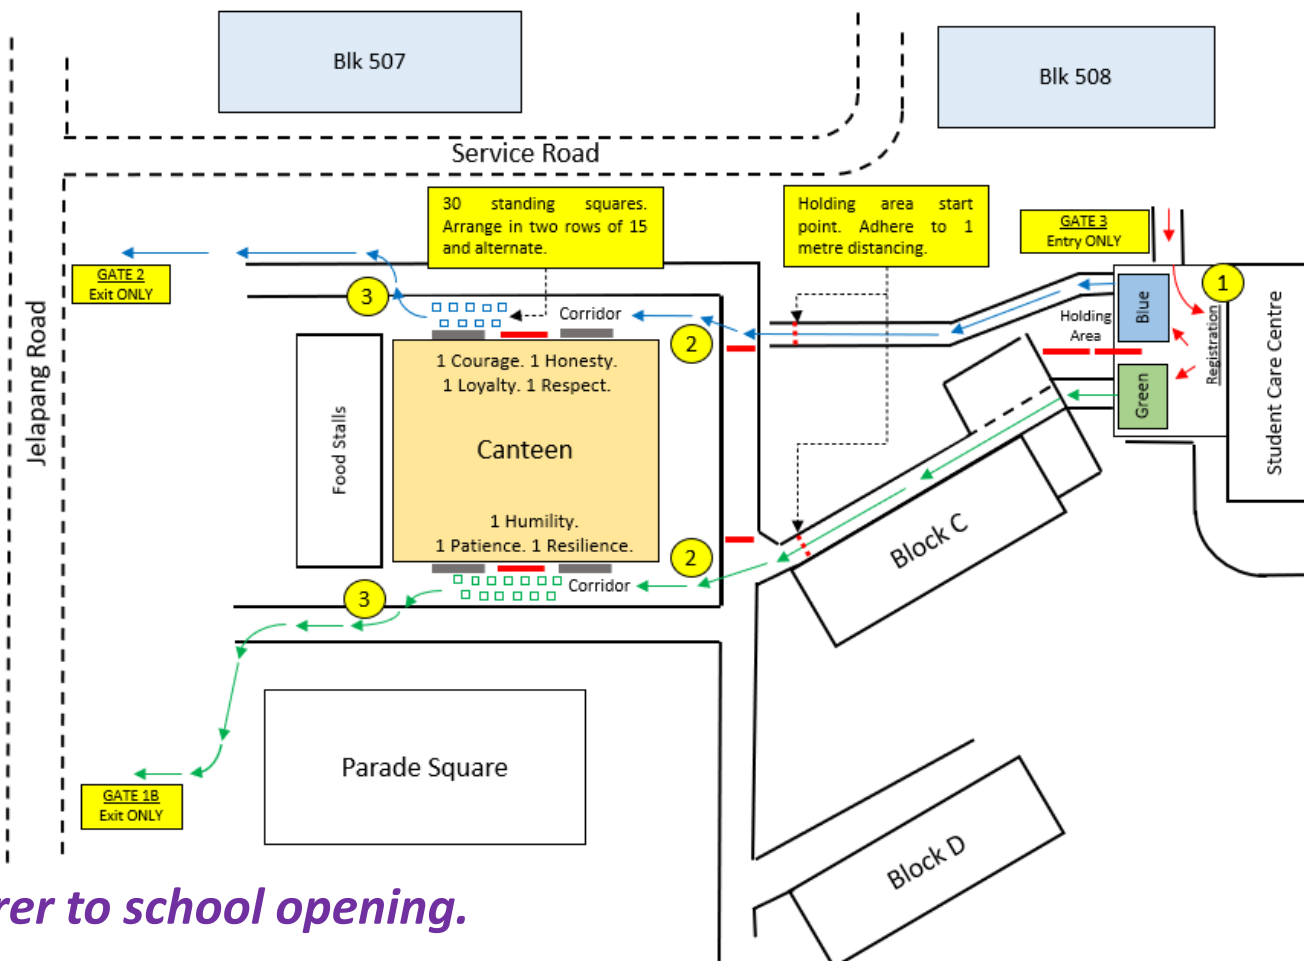 Blk 507
Blk 508
Service Road
30 standing squares.
Arrange in two rows of 15
and alternate.
Holding area start
point. Adhere to 1
metre distancing.
GATE 3
Entry ONLY
GATE 2
Exit ONLY
1
3
Corridor
2
Holding
Area
Blue
Registration
Green
Student Care Centre
Jelapang Road
Food Stalls
1 Courage. 1 Honesty.
1 Loyalty. 1 Respect.
Canteen
1 Humility.
1 Patience. 1 Resilience.
2
Corridor
3
Block C
Parade Square
GATE 1B
Exit ONLY
Block D
rer to school opening.